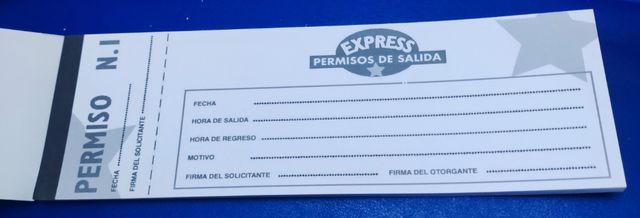 PERMISO N. 1
FECHA
FIRMA DEL SOLICITANTE
EXPRESS
PERMISOS DE SALIDA
FECHA
HORA DE SALIDA
HORA DE REGRESO
MOTIVO
FIRMA DEL SOLICITANTE FIRMA DEL OTORGANTE